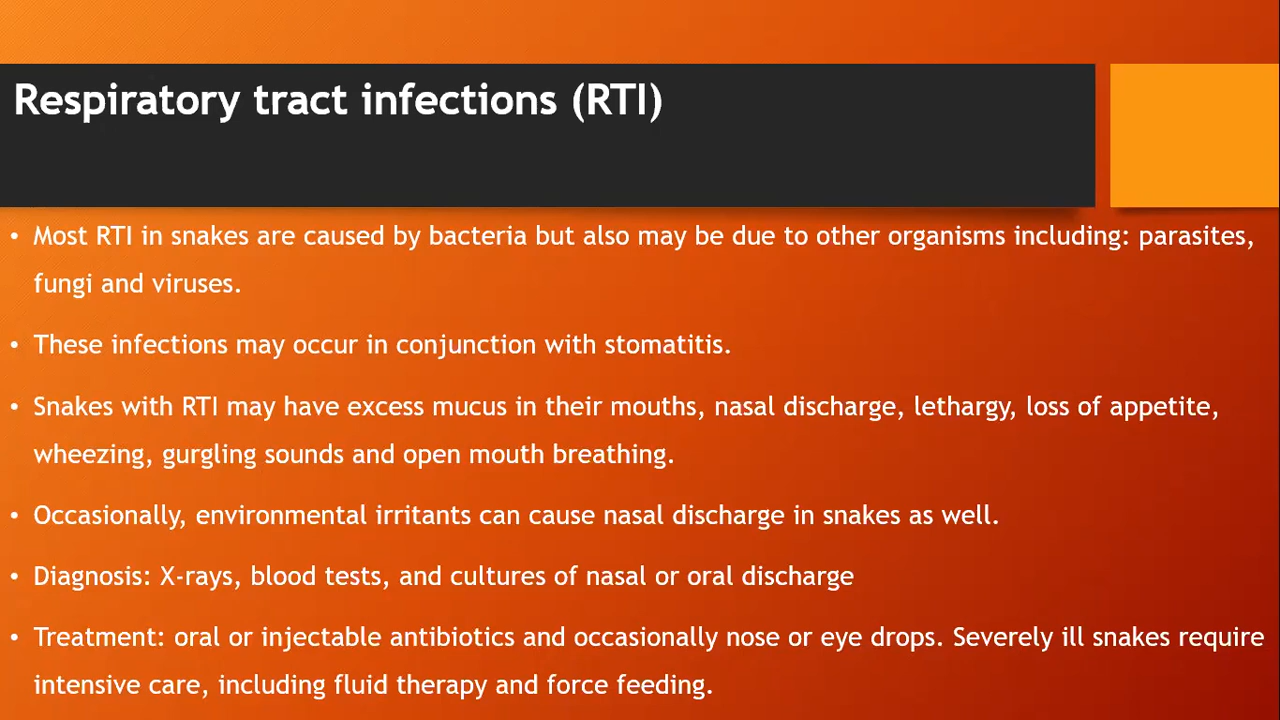 Respiratory tract infections (RTI)
• Most RTI in snakes are caused by bacteria but also may be due to other organisms including: parasites,
fungi and viruses.
• These infections may occur in conjunction with stomatitis.
• Snakes with RTI may have excess mucus in their mouths, nasal discharge, lethargy, loss of appetite,
wheezing, gurgling sounds and open mouth breathing.
• Occasionally, environmental irritants can cause nasal discharge in snakes as well.
• Diagnosis: X-rays, blood tests, and cultures of nasal or oral discharge
• Treatment: oral or injectable antibiotics and occasionally nose or eye drops. Severely ill snakes require
intensive care, including fluid therapy and force feeding.